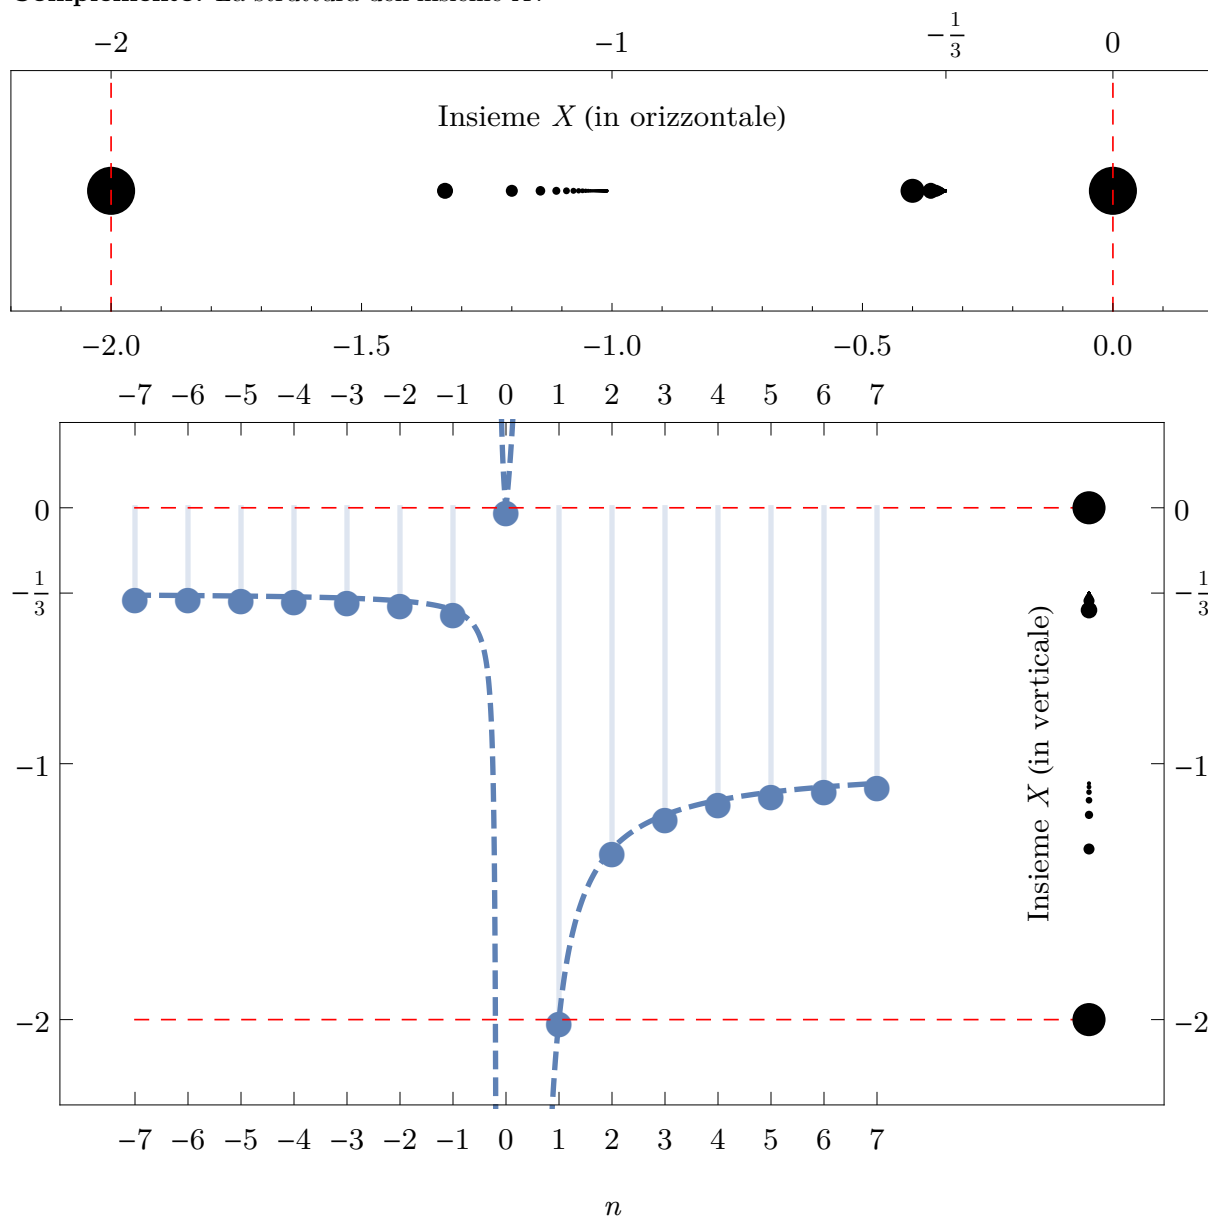 −2 −1 −1/3 0
Insieme X (in orizzontale)
−2.0 −1.5 −1.0 −0.5 0.0
−7 −6 −5 −4 −3 −2 −1 0 1 2 3 4 5 6 7
0 0
−1/3 −1/3
Insieme X (in verticale)
−1 −1
−2 −2
−7 −6 −5 −4 −3 −2 −1 0 1 2 3 4 5 6 7
n